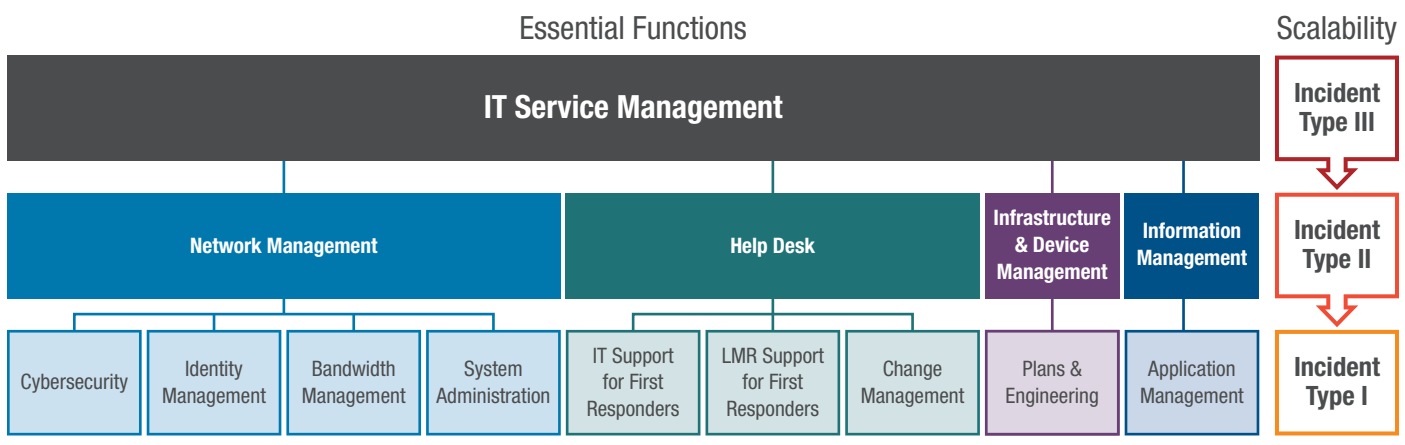 Essential Functions
Scalability
IT Service Management
Incident
Type III
Network Management
Help Desk
Infrastructure
& Device
Management
Information
Management
Incident
Type II
Cybersecurity
Identity
Management
Bandwidth
Management
System
Administration
IT Support
for First
Responders
LMR Support
for First
Responders
Change
Management
Plans &
Engineering
Application
Management
Incident
Type I